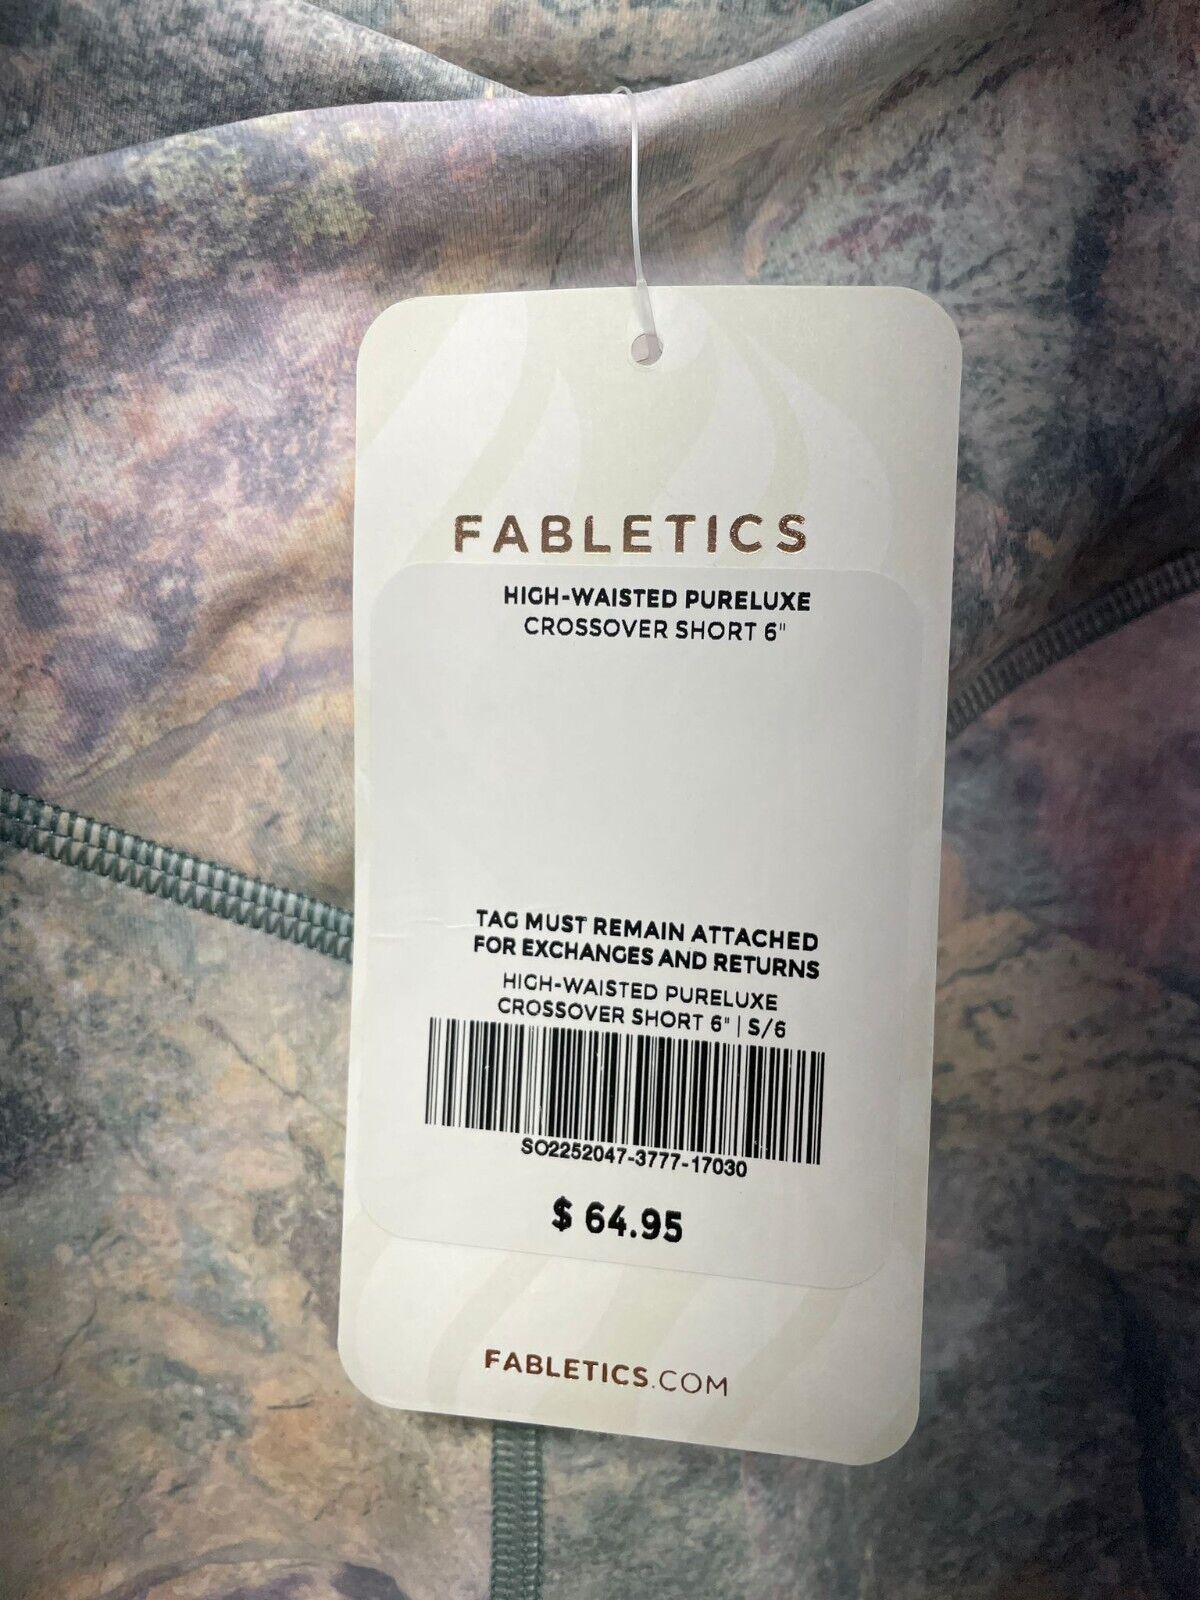 FABLETICS
HIGH-WAISTED PURELUXE
CROSSOVER SHORT 6"
TAG MUST REMAIN ATTACHED
FOR EXCHANGES AND RETURNS
HIGH-WAISTED PURELUXE
CROSSOVER SHORT 6" | S/6
SO2252047-3777-17030
$ 64.95
FABLETICS.COM